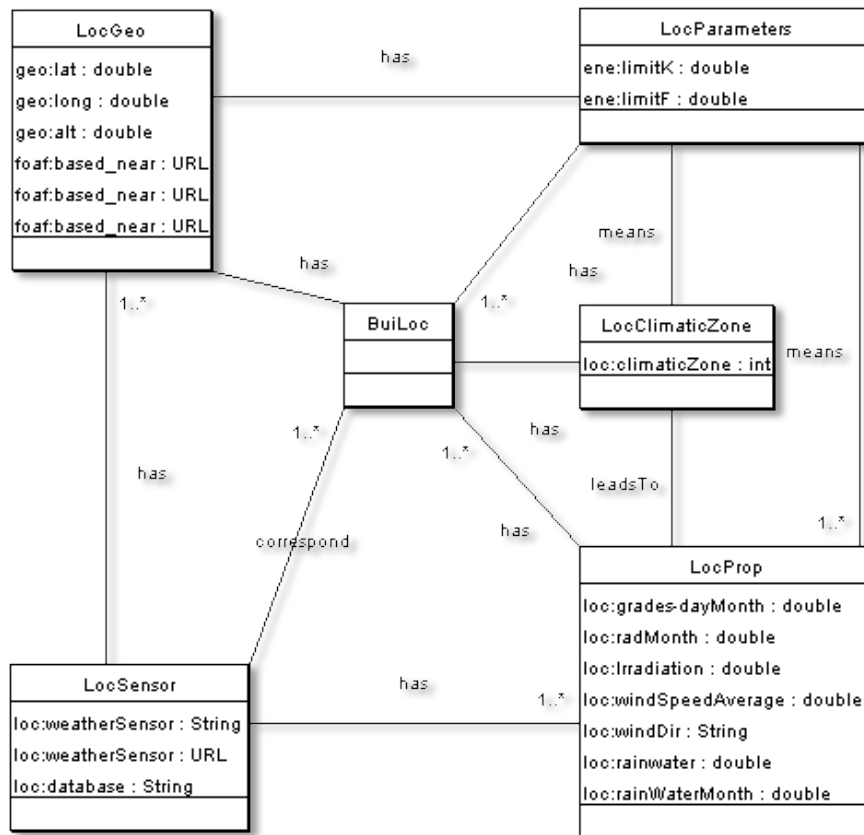 LocGeo
geo:lat : double
geo:long : double
geo:alt : double
foaf:based_near : URL
foaf:based_near : URL
foaf:based_near : URL
has
LocParameters
ene:limitK : double
ene:limitF : double
has
1..*
means
has
1..*
BuiLoc
LocClimaticZone
loc:climaticZone : int
means
1..*
1..*
has
has
leadsTo
correspond
has
1..*
LocSensor
loc:weatherSensor : String
loc:weatherSensor : URL
loc:database : String
has
1..*
LocProp
loc:grades-dayMonth : double
loc:radMonth : double
loc:Irradiation : double
loc:windSpeedAverage : double
loc:windDir : String
loc:rainwater : double
loc:rainWaterMonth : double